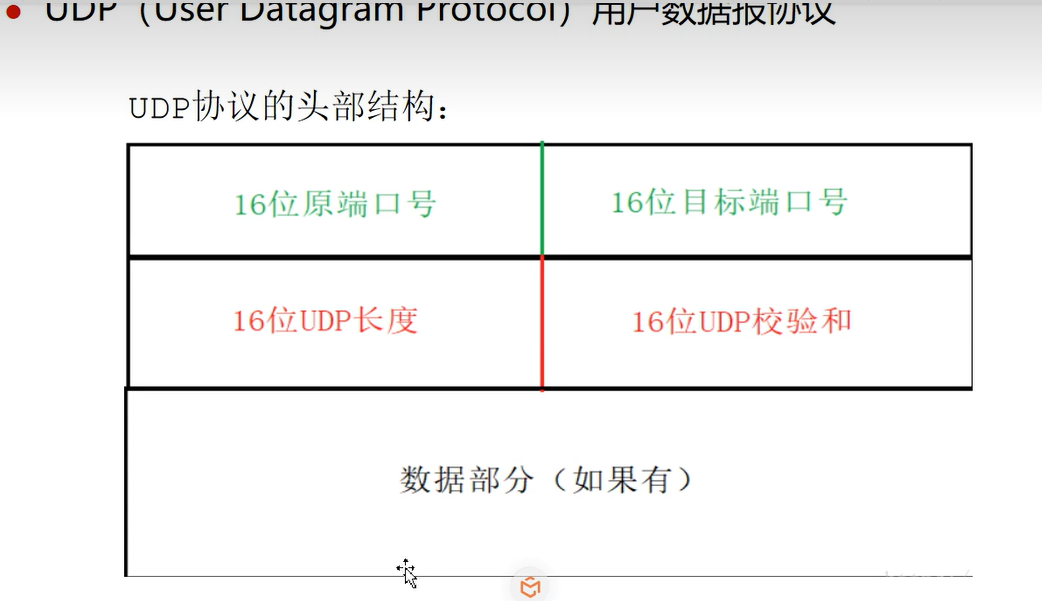 UDP（User Datagram Protocol）用户数据报协议
UDP协议的头部结构：
16位原端口号
16位目标端口号
16位UDP长度
16位UDP校验和
数据部分（如果有）